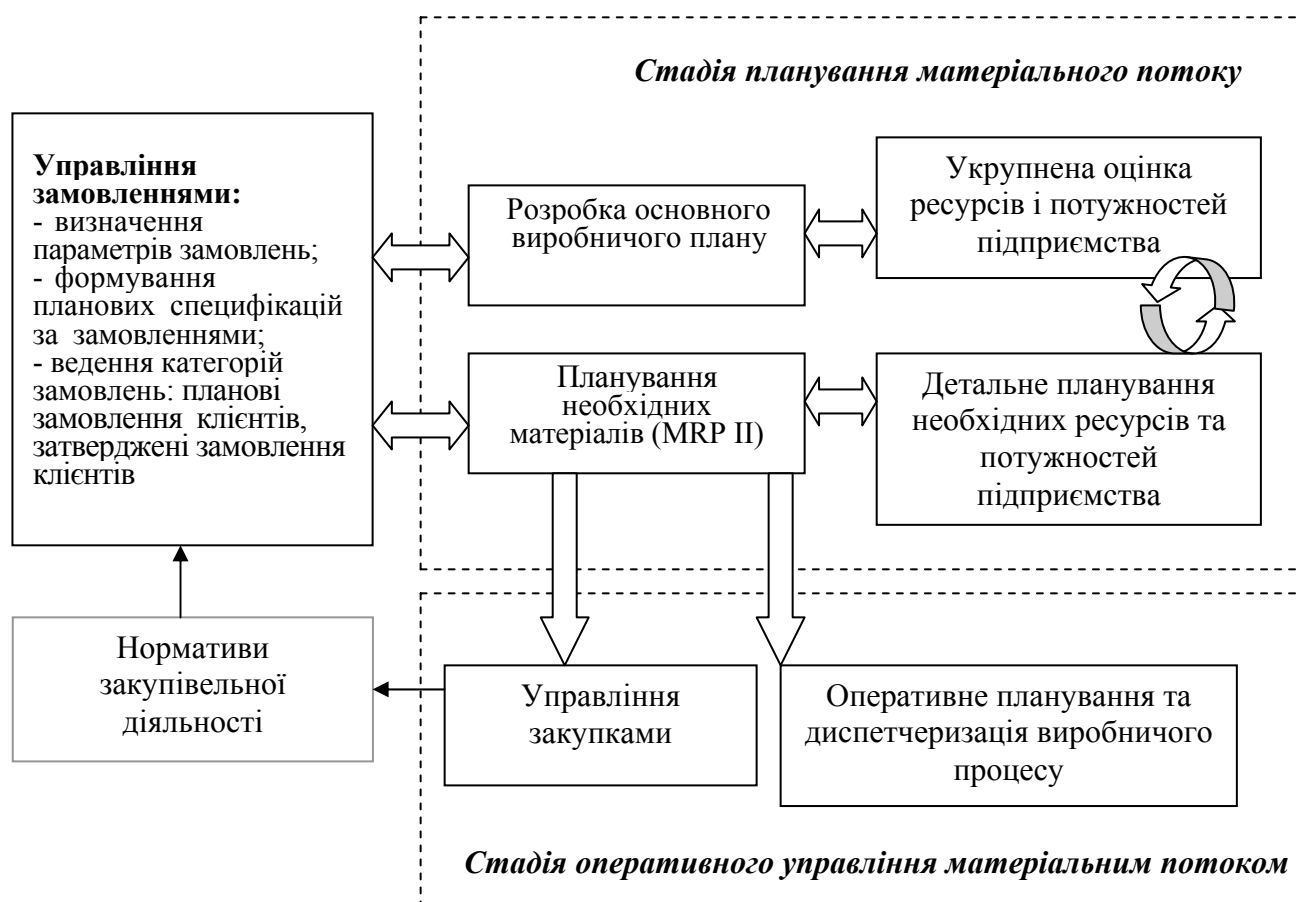 Стадія планування матеріального потоку
Управління
замовленнями:
- визначення
параметрів замовлень;
- формування
планових специфікацій
за замовленнями;
- ведення категорій
замовлень: планові
замовлення клієнтів,
затверджені замовлення
клієнтів
Розробка основного
виробничого плану
Укрупнена оцінка
ресурсів і потужностей
підприємства
Планування
необхідних
матеріалів (MRP II)
Детальне планування
необхідних ресурсів та
потужностей
підприємства
Нормативи
закупівельної
діяльності
Управління
закупками
Оперативне планування та
диспетчеризація виробничого
процесу
Стадія оперативного управління матеріальним потоком